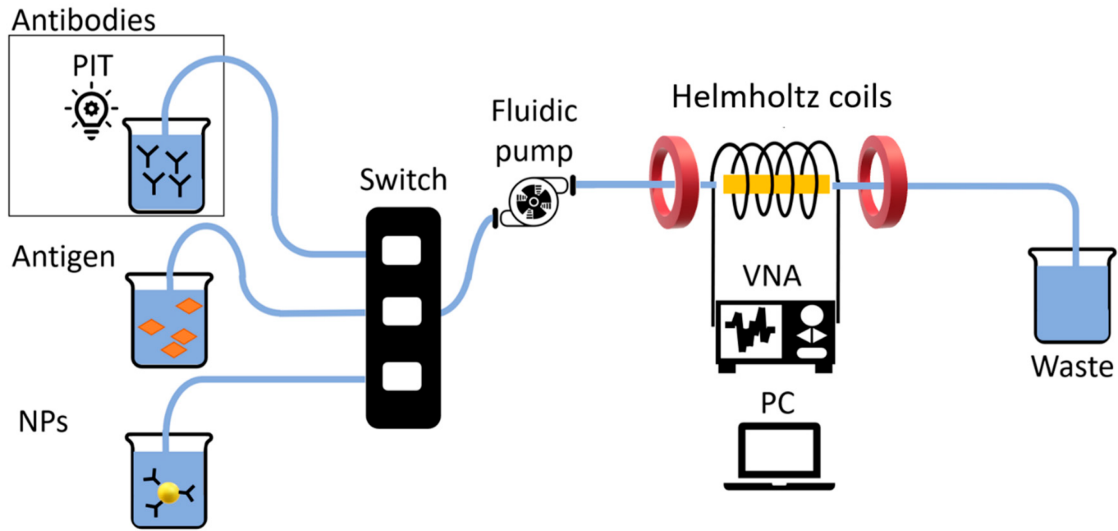 Antibodies
PIT
Antigen
NPs
Switch
Fluidic
pump
Helmholtz coils
VNA
PC
Waste